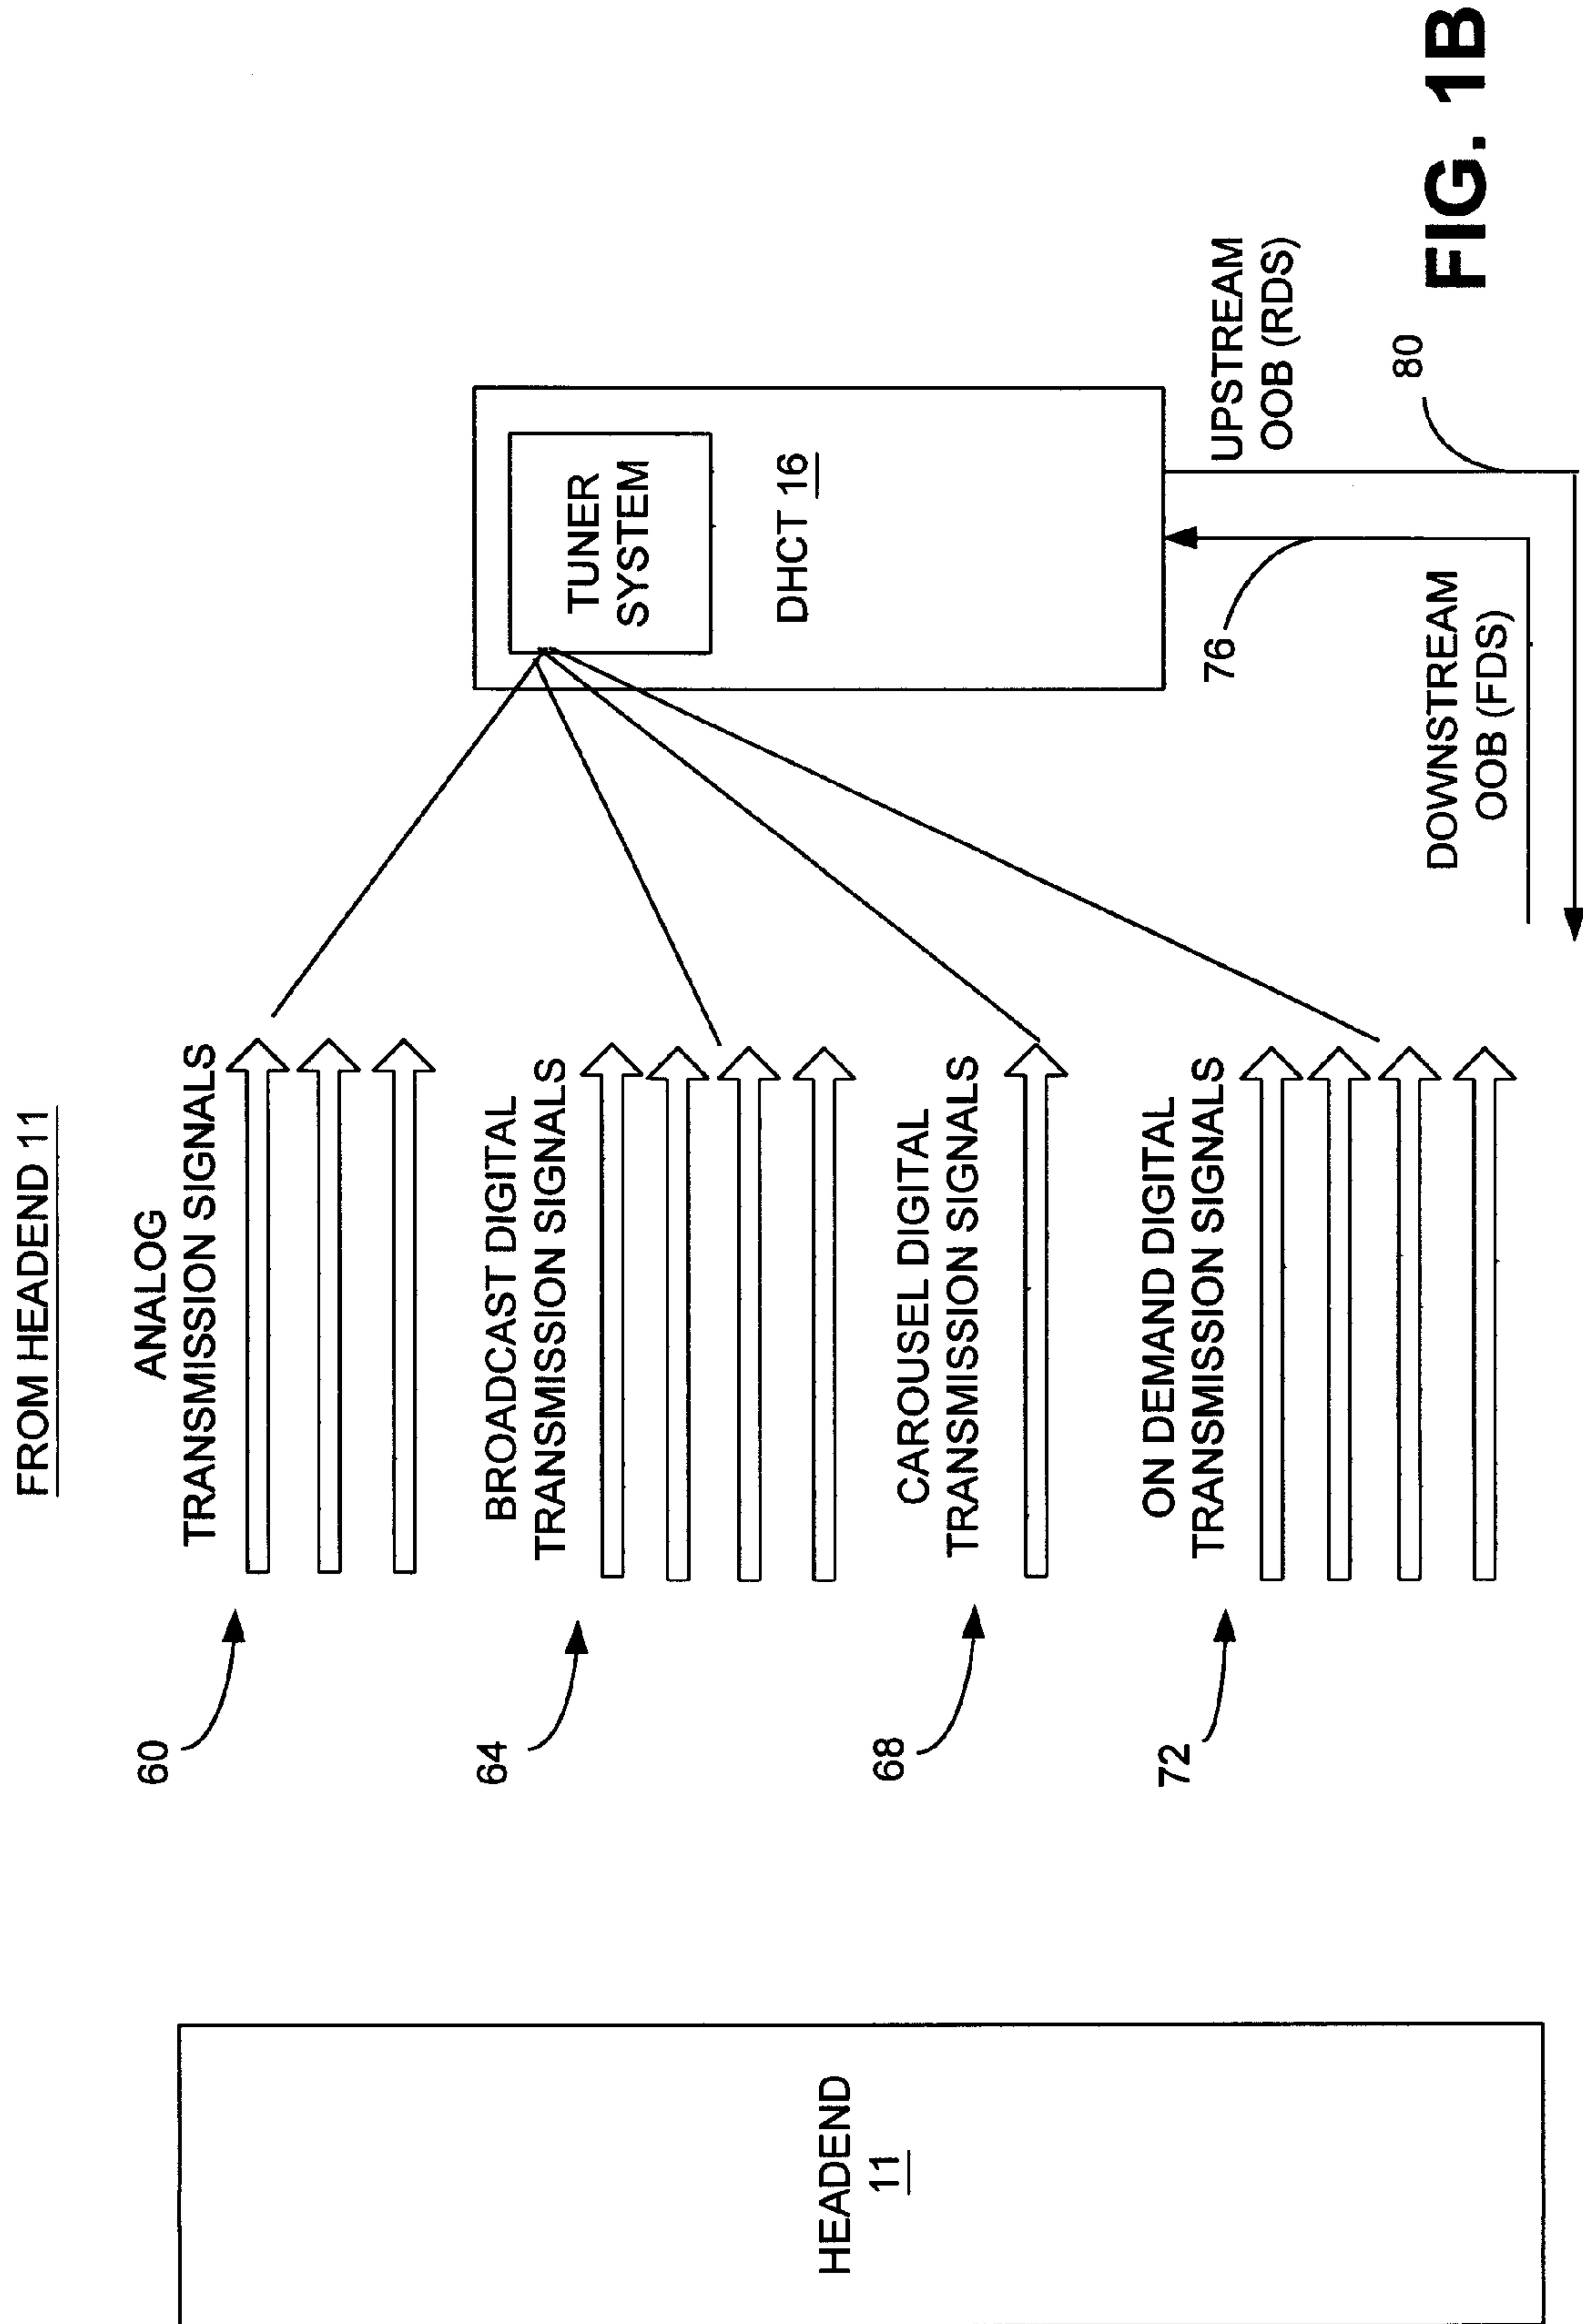 FROM HEADEND 11
ANALOG
TRANSMISSION SIGNALS
60
BROADCAST DIGITAL
TRANSMISSION SIGNALS
64
CAROUSEL DIGITAL
TRANSMISSION SIGNALS
68
ON DEMAND DIGITAL
TRANSMISSION SIGNALS
72
HEADEND
11
TUNER
SYSTEM
DHCT 16
76
UPSTREAM
OOB (RDS)
80
DOWNSTREAM
OOB (FDS)
FIG. 1B